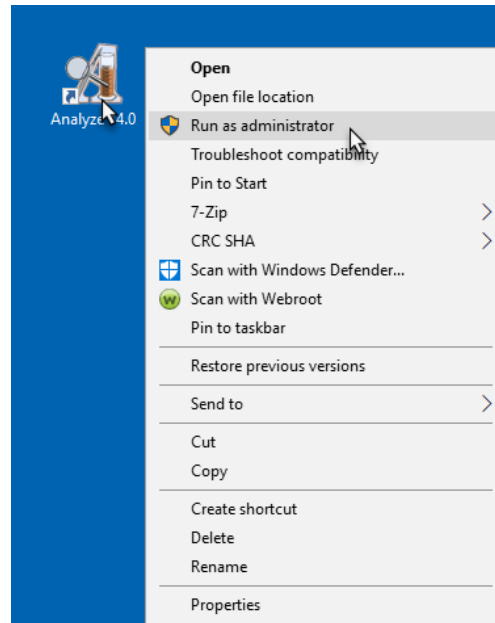 Analyze 4.0
Open
Open file location
Run as administrator
Troubleshoot compatibility
Pin to Start
7-Zip
CRC SHA
Scan with Windows Defender...
Scan with Webroot
Pin to taskbar
Restore previous versions
Send to
Cut
Copy
Create shortcut
Delete
Rename
Properties